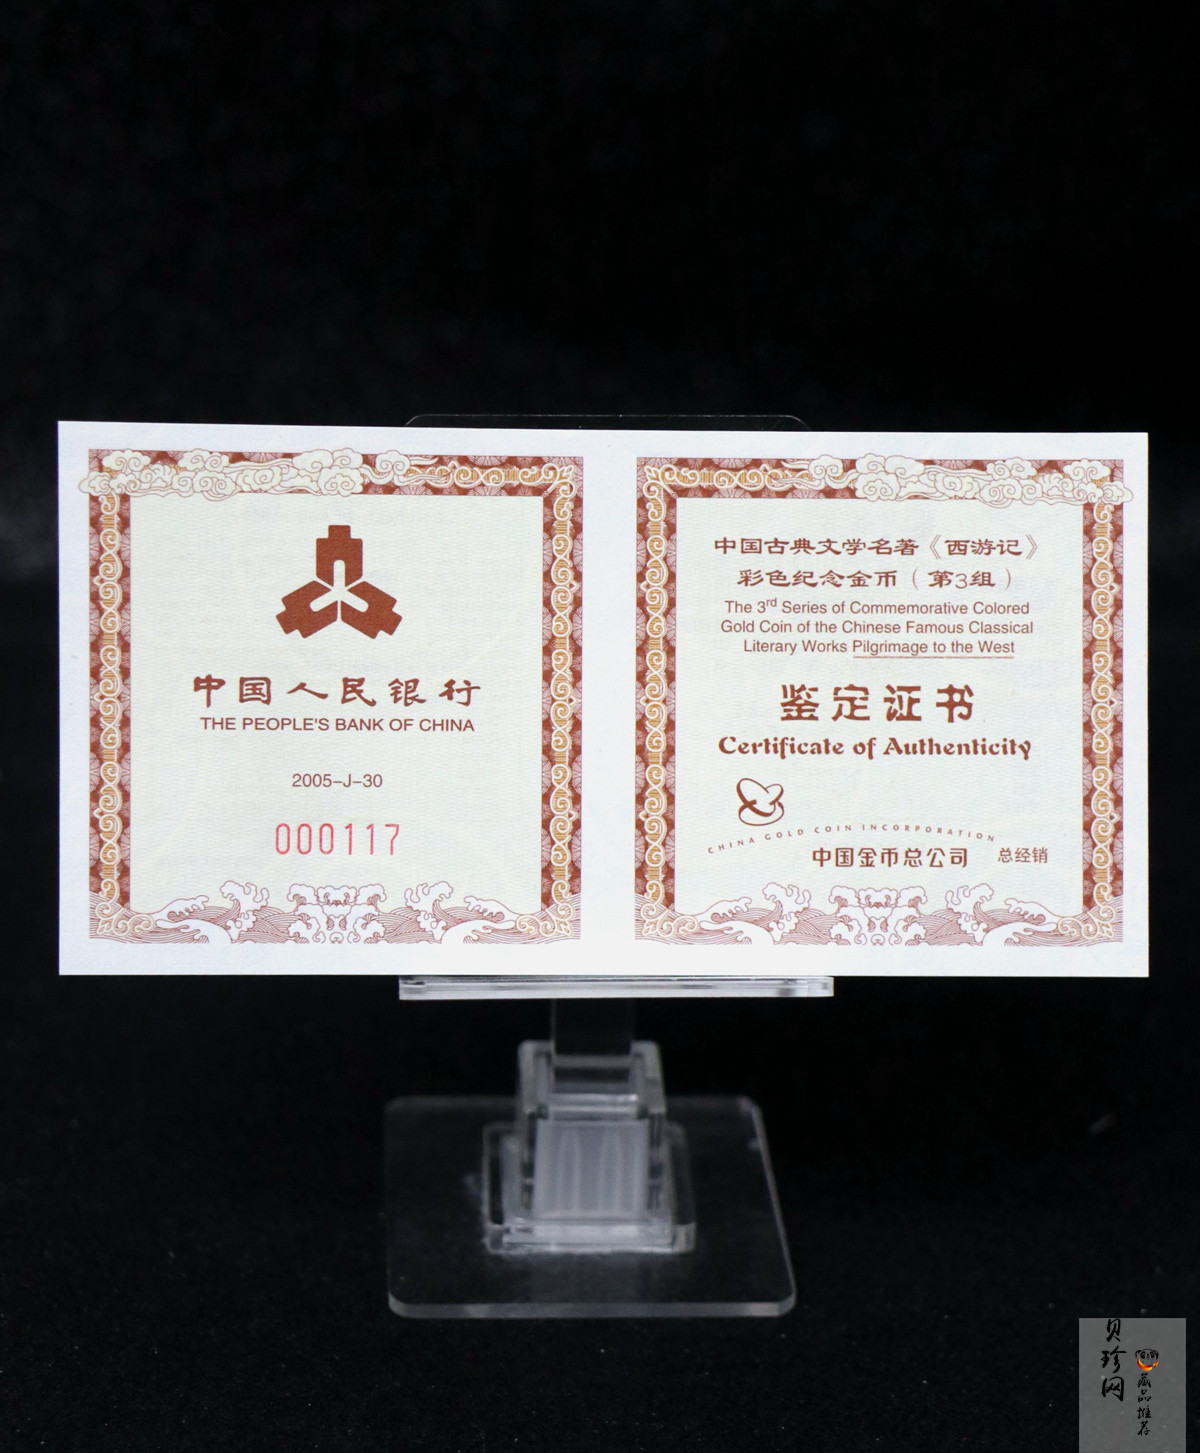 中国人民银行
THE PEOPLE'S BANK OF CHINA
2005-J-30
000117
中国古典文学名著《西游记》
彩色纪念金币（第3组）
The 3rd Series of Commemorative Colored
Gold Coin of the Chinese Famous Classical
Literary Works Pilgrimage to the West
鉴定证书
Certificate of Authenticity
CHINA GOLD COIN INCORPORATION
中国金币总公司 总经销
贝珍网
藏品推荐